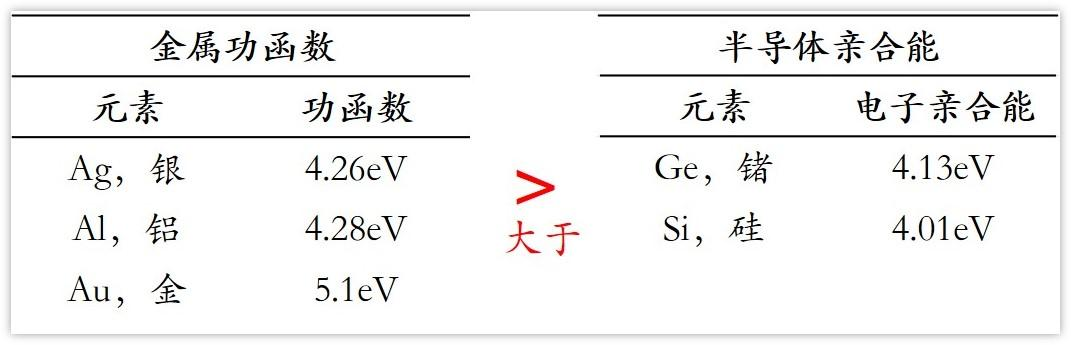 金属功函数
元素 功函数
Ag，银 4.26eV
Al，铝 4.28eV
Au，金 5.1eV
>
大于
半导体亲合能
元素 电子亲合能
Ge，锗 4.13eV
Si，硅 4.01eV